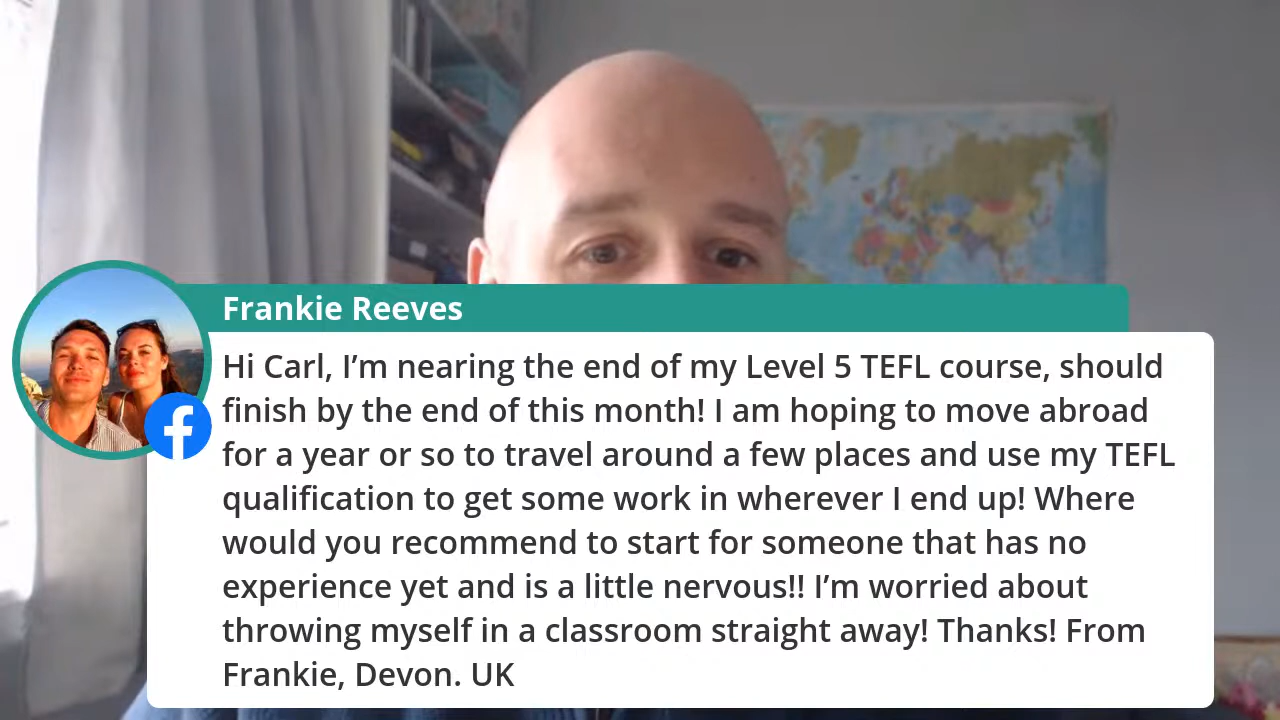 Frankie Reeves
Hi Carl, I’m nearing the end of my Level 5 TEFL course, should
finish by the end of this month! I am hoping to move abroad
for a year or so to travel around a few places and use my TEFL
qualification to get some work in wherever I end up! Where
would you recommend to start for someone that has no
experience yet and is a little nervous!! I’m worried about
throwing myself in a classroom straight away! Thanks! From
Frankie, Devon. UK